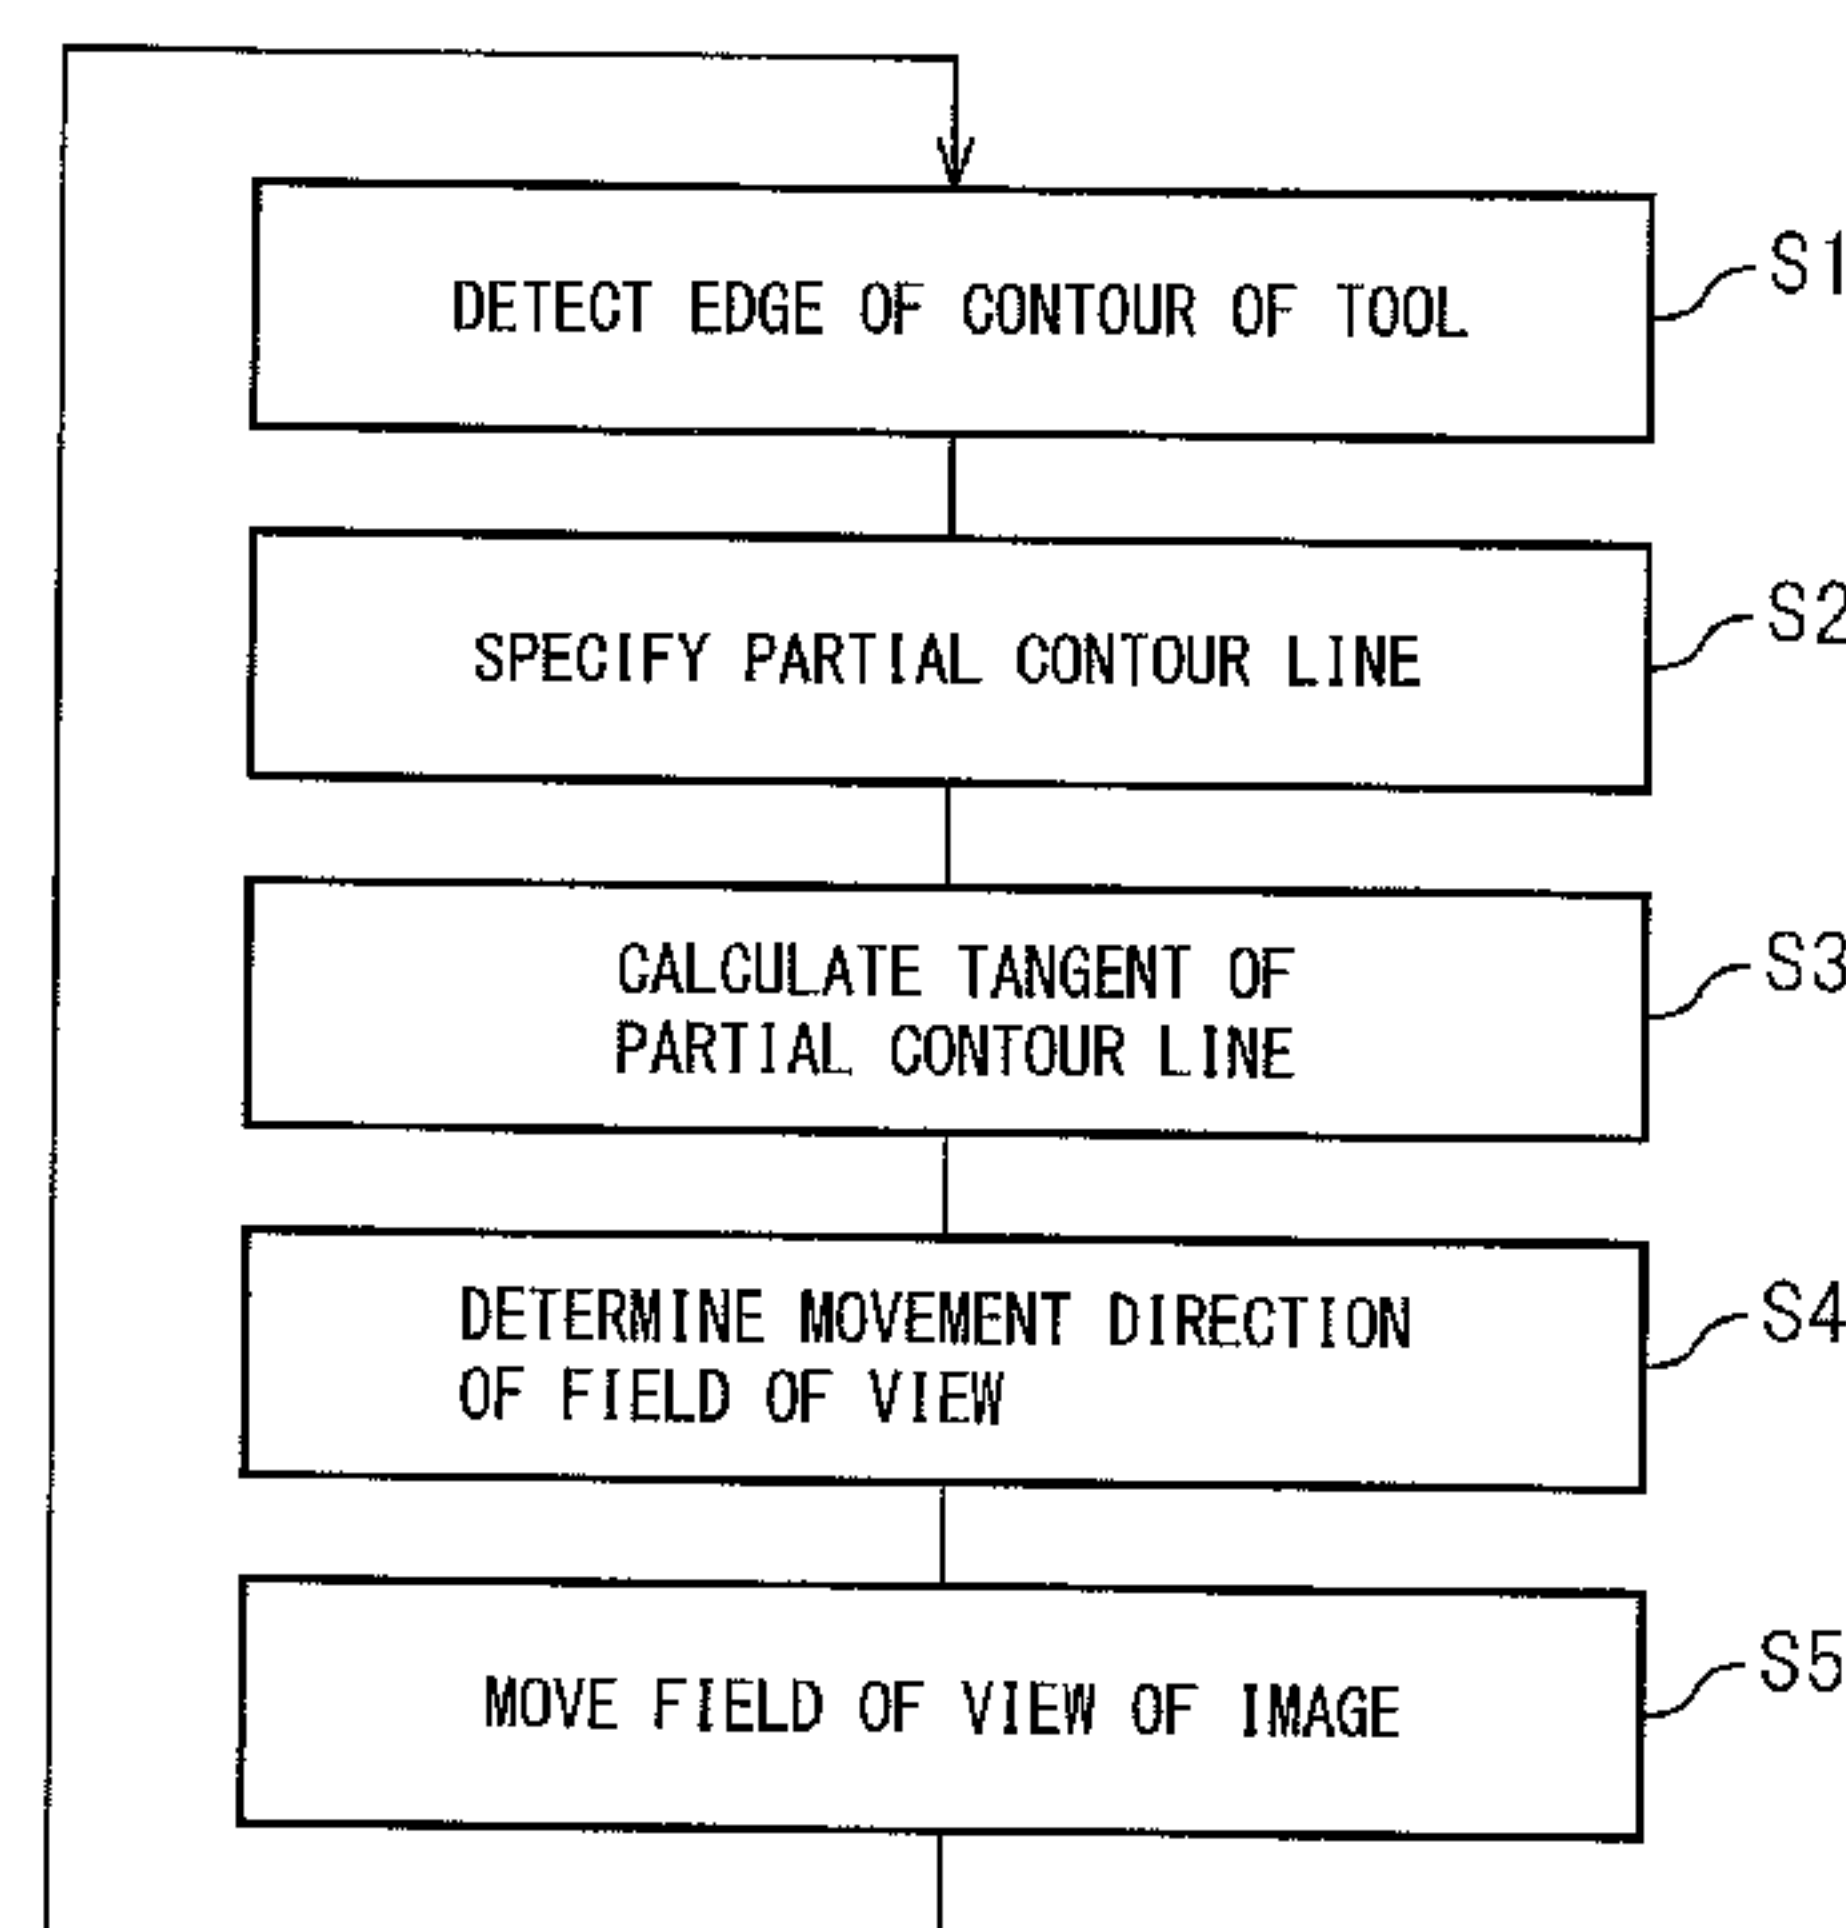 DETECT EDGE OF CONTOUR OF TOOL
S1
SPECIFY PARTIAL CONTOUR LINE
S2
CALCULATE TANGENT OF
PARTIAL CONTOUR LINE
S3
DETERMINE MOVEMENT DIRECTION
OF FIELD OF VIEW
S4
MOVE FIELD OF VIEW OF IMAGE
S5